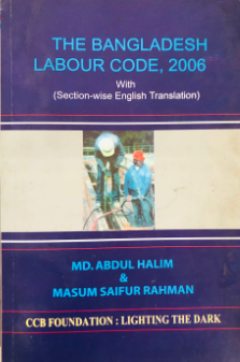 THE BANGLADESH
LABOUR CODE, 2006
With
(Section-wise English Translation)
MD. ABDUL HALIM
&
MASUM SAIFUR RAHMAN
CCB FOUNDATION : LIGHTING THE DARK